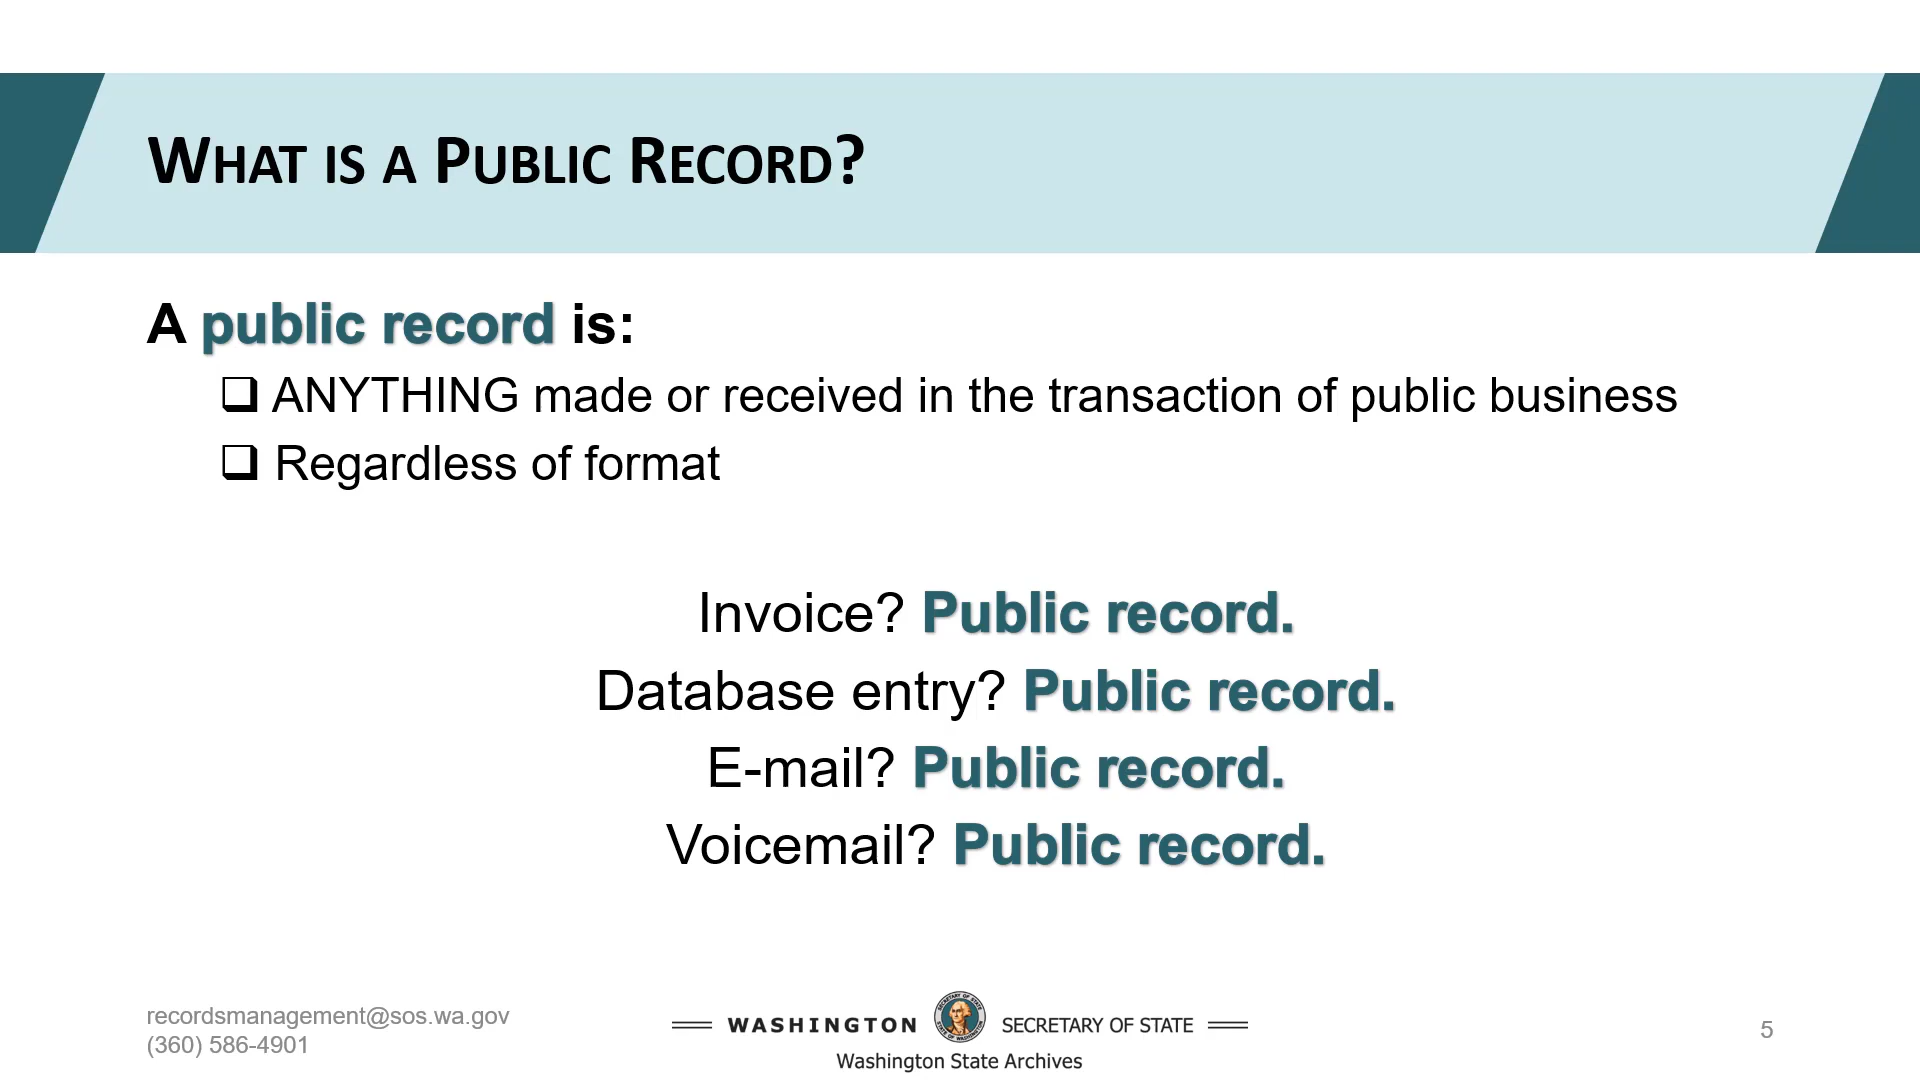 WHAT IS A PUBLIC RECORD?
A public record is:
❑ ANYTHING made or received in the transaction of public business
❑ Regardless of format
Invoice? Public record.
Database entry? Public record.
E-mail? Public record.
Voicemail? Public record.
recordsmanagement@sos.wa.gov
(360) 586-4901
WASHINGTON SECRETARY OF STATE
Washington State Archives
5